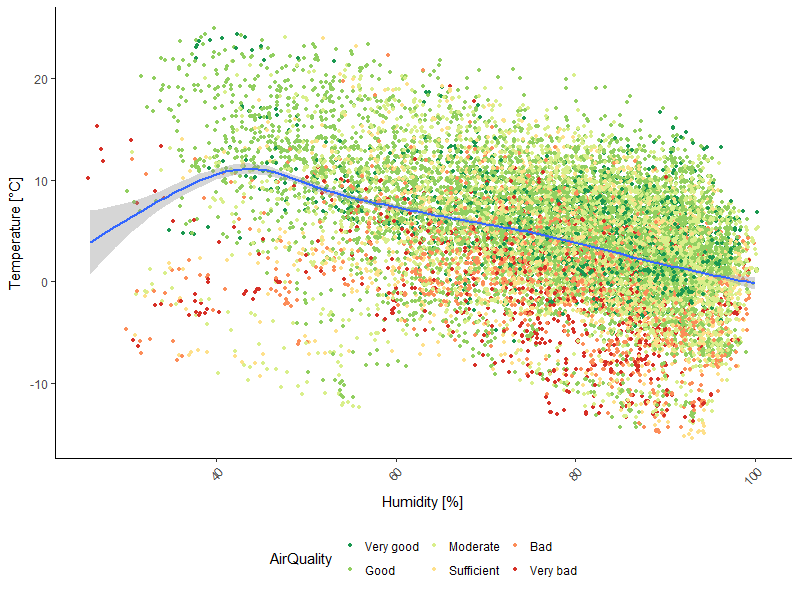 Temperature [°C]
20
10
0
-10
40
60
80
100
Humidity [%]
AirQuality
Very good
Moderate
Bad
Good
Sufficient
Very bad